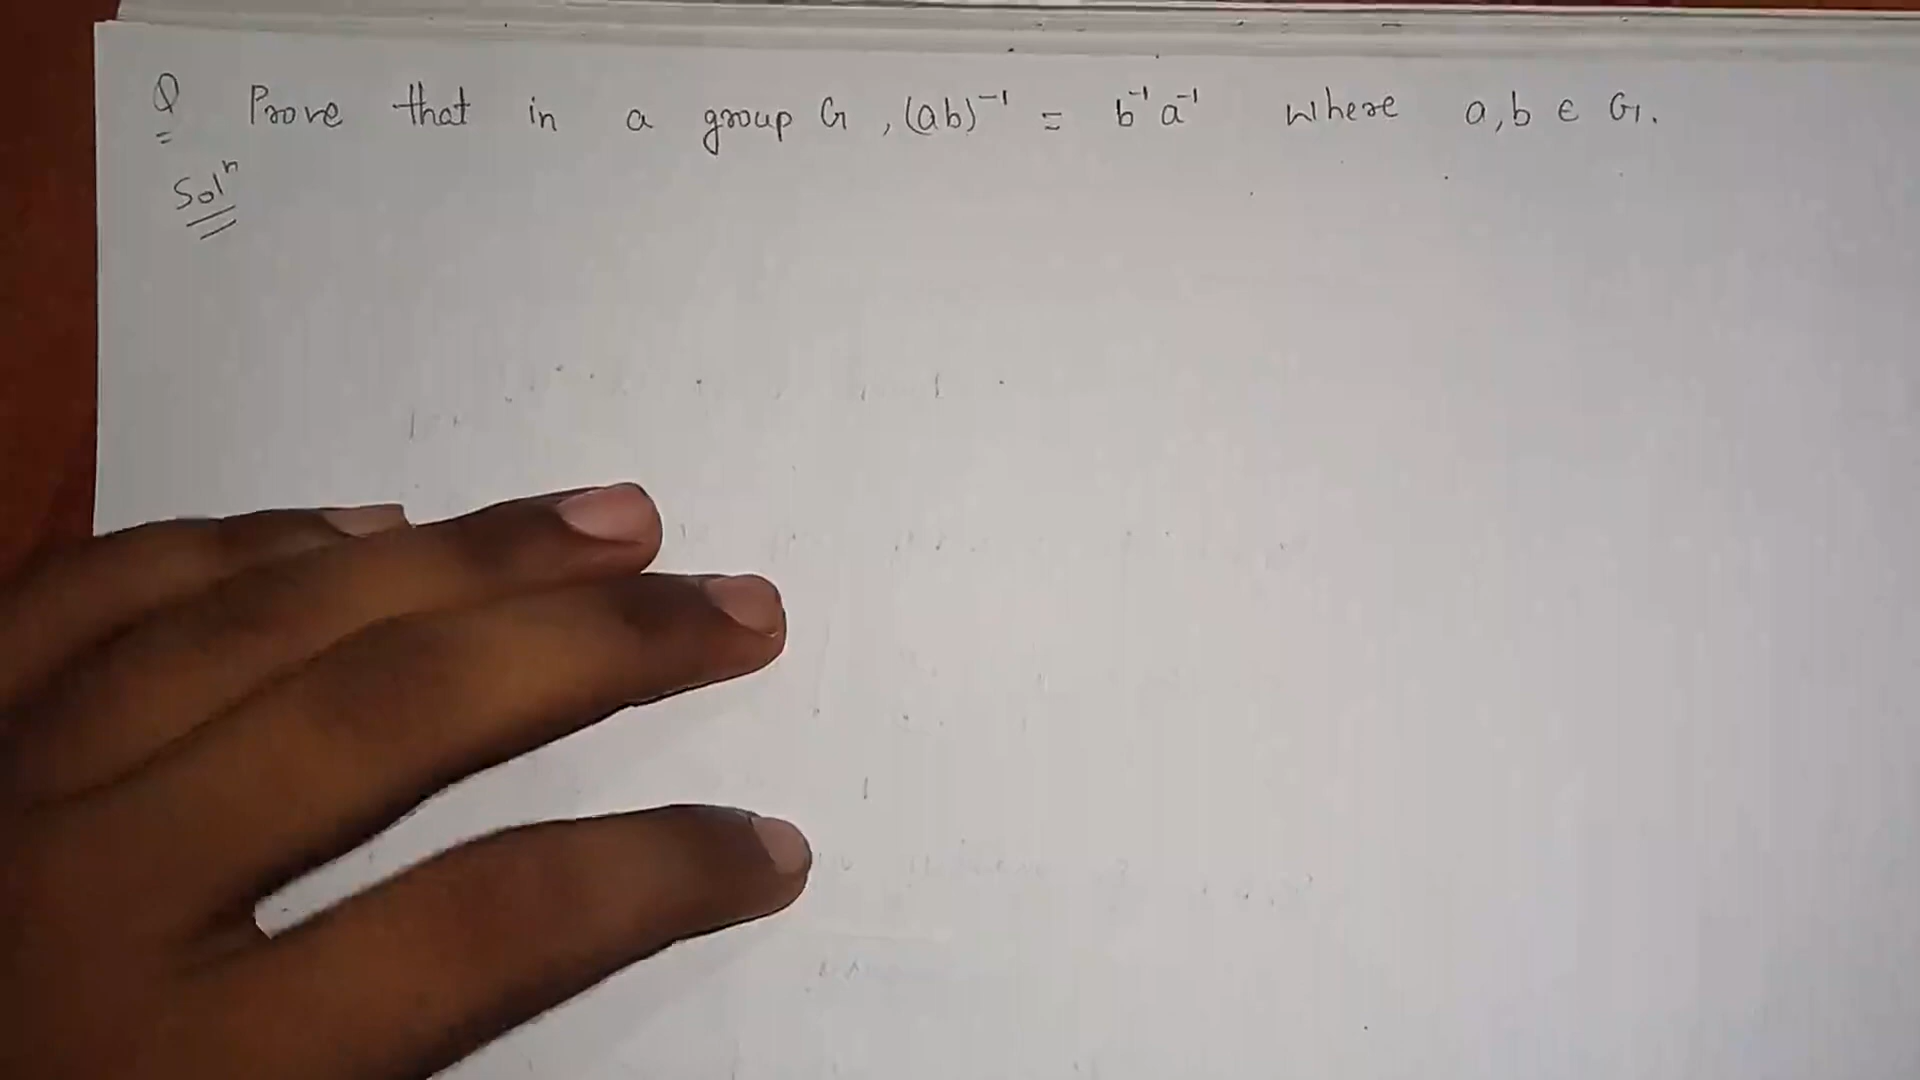 Q Prove that in a group G, (ab)⁻¹ = b⁻¹a⁻¹ where a,b ∈ G.
Solⁿ